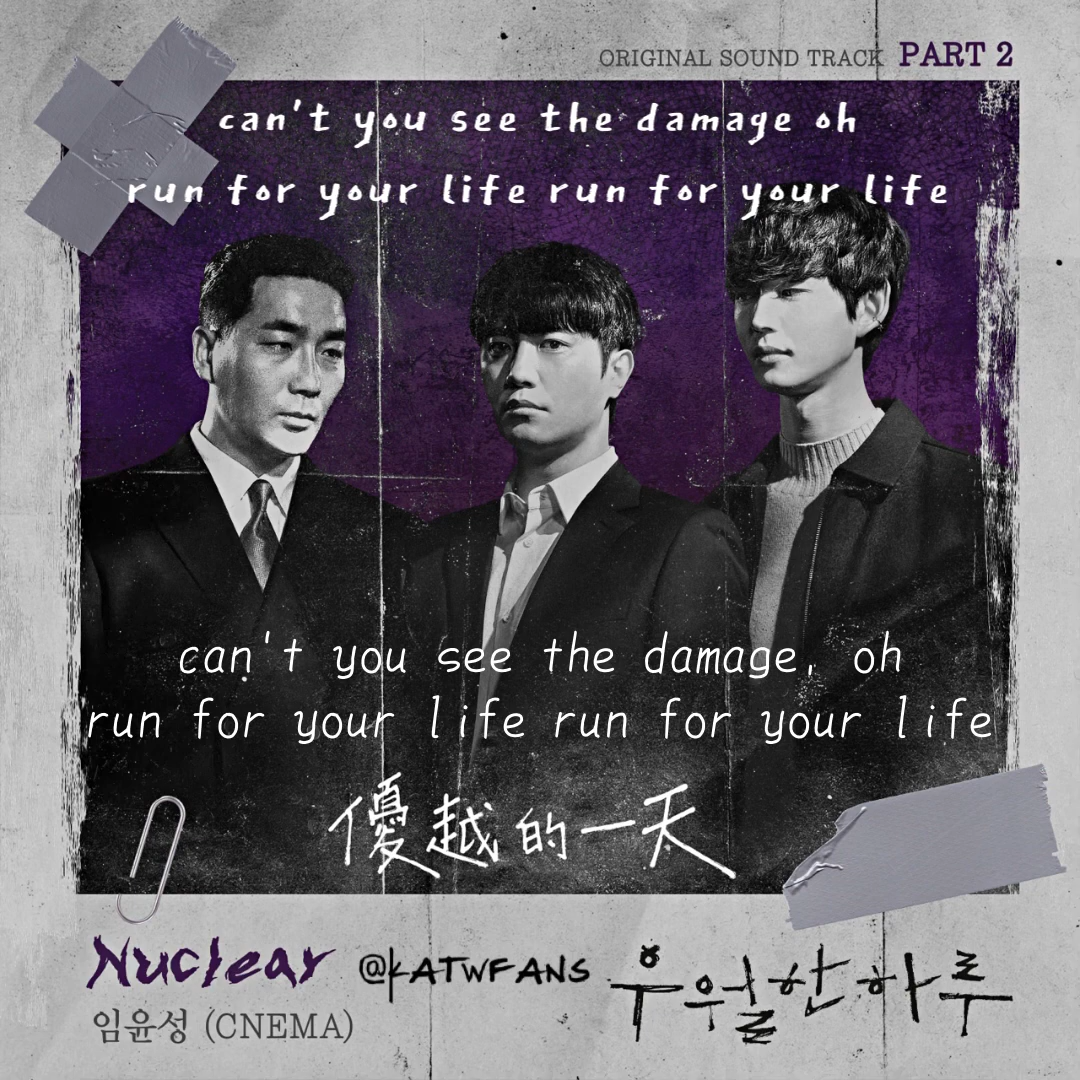 ORIGINAL SOUND TRACK PART 2
can't you see the damage oh
run for your life run for your life
can't you see the damage, oh
run for your life run for your life
優越的一天
Nuclear @KATWFANS 우월한 하루
임윤성 (CNEMA)